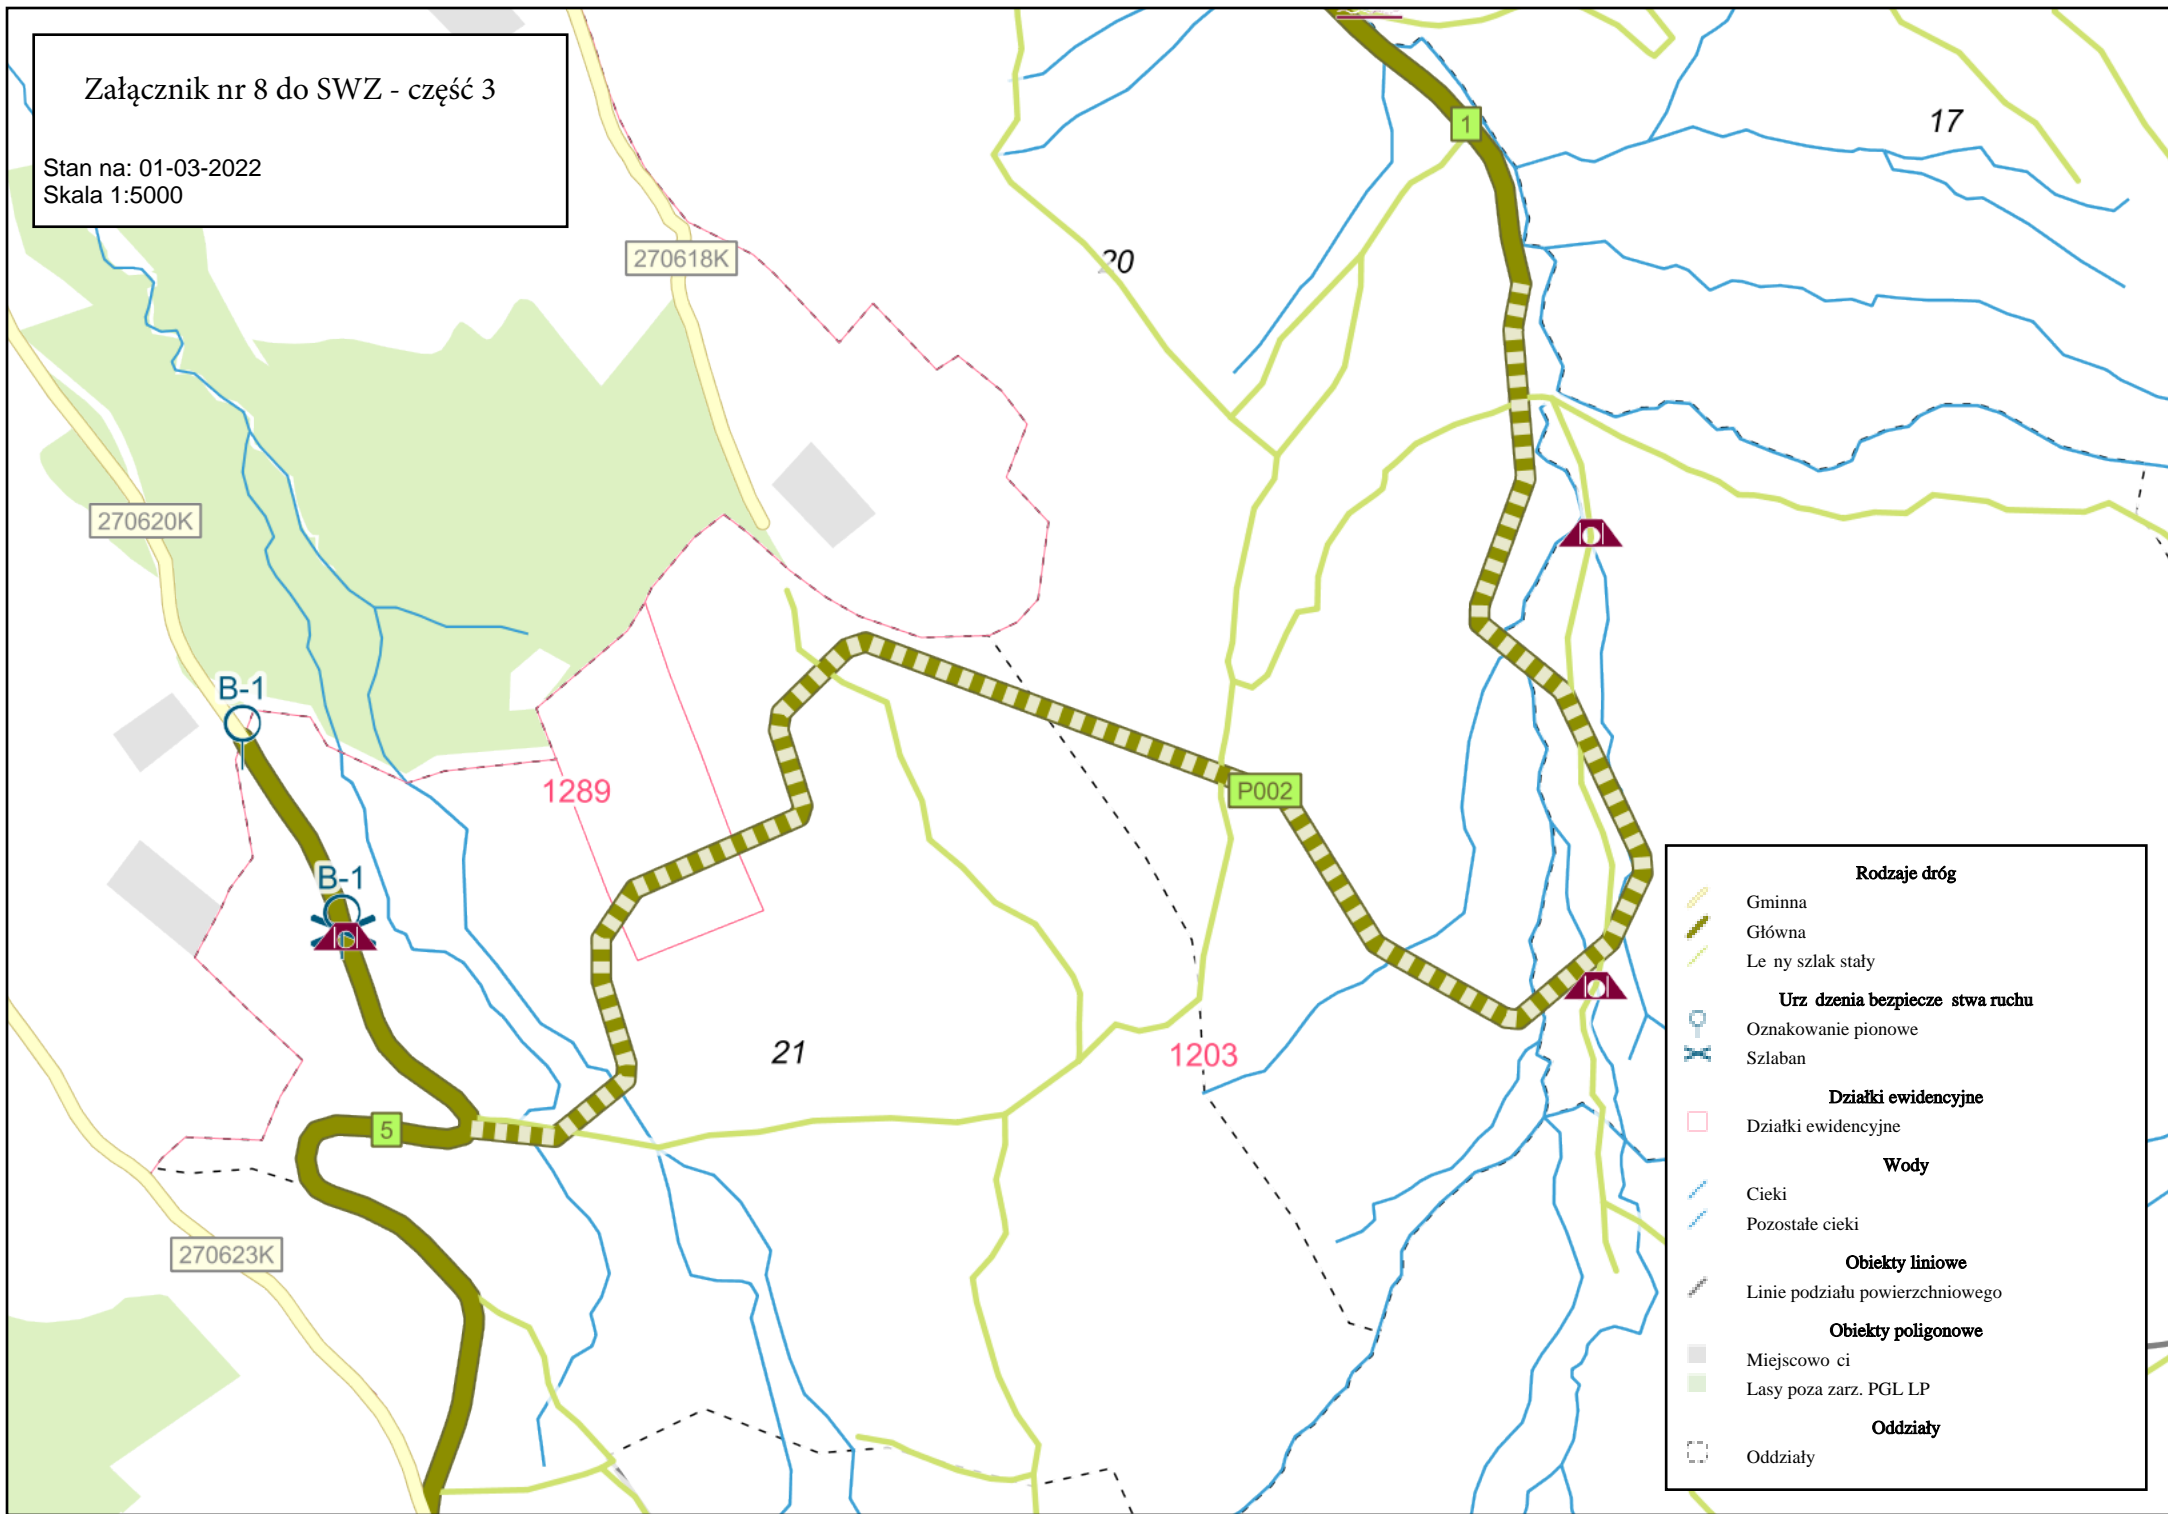 Załącznik nr 8 do SWZ - część 3
Stan na: 01-03-2022
Skala 1:5000
1
17
270618K
20
270620K
B-1
1289
P002
B-1
21
1203
5
270623K
Rodzaje dróg
Gminna
Główna
Le ny szlak stały
Urz dzenia bezpiecze stwa ruchu
Oznakowanie pionowe
Szlaban
Działki ewidencyjne
Działki ewidencyjne
Wody
Cieki
Pozostałe cieki
Obiekty liniowe
Linie podziału powierzchniowego
Obiekty poligonowe
Miejscowo ci
Lasy poza zarz. PGL LP
Oddziały
Oddziały